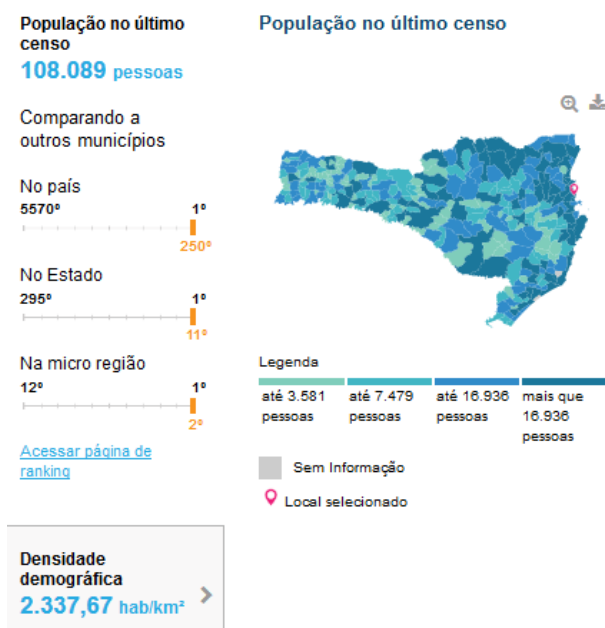 População no último
censo
108.089 pessoas
Comparando a
outros municípios
No país
5570º 1º
250º
No Estado
295º 1º
11º
Na micro região
12º 1º
2º
Acessar página de
ranking
Densidade
demográfica
2.337,67 hab/km²
População no último censo
Legenda
até 3.581
pessoas
até 7.479
pessoas
até 16.936
pessoas
mais que
16.936
pessoas
Sem Informação
Local selecionado